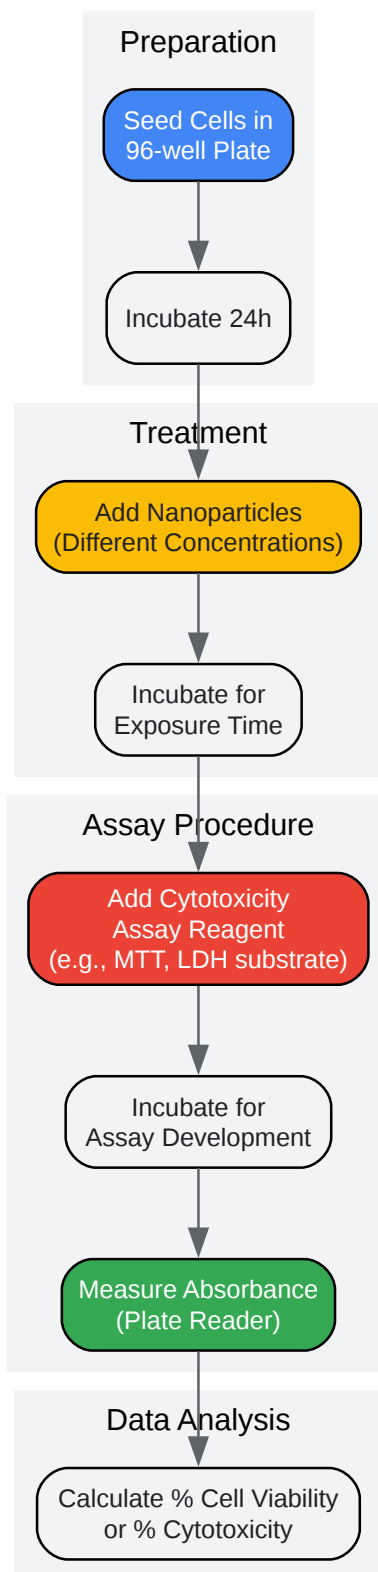 Preparation
Seed Cells in
96-well Plate
Incubate 24h
Treatment
Add Nanoparticles
(Different Concentrations)
Incubate for
Exposure Time
Assay Procedure
Add Cytotoxicity
Assay Reagent
(e.g., MTT, LDH substrate)
Incubate for
Assay Development
Measure Absorbance
(Plate Reader)
Data Analysis
Calculate % Cell Viability
or % Cytotoxicity